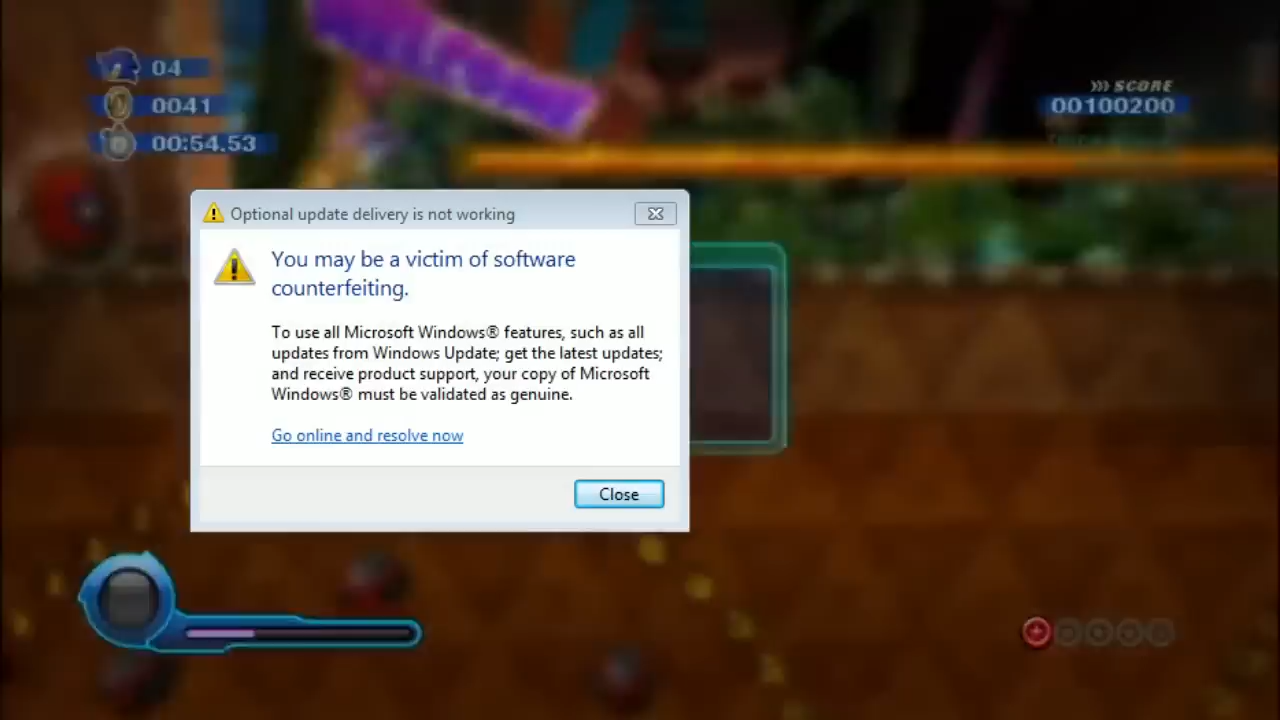 04
0041
00:54.53
SCORE
00100200
Optional update delivery is not working
You may be a victim of software
counterfeiting.
To use all Microsoft Windows® features, such as all
updates from Windows Update; get the latest updates;
and receive product support, your copy of Microsoft
Windows® must be validated as genuine.
Go online and resolve now
Close